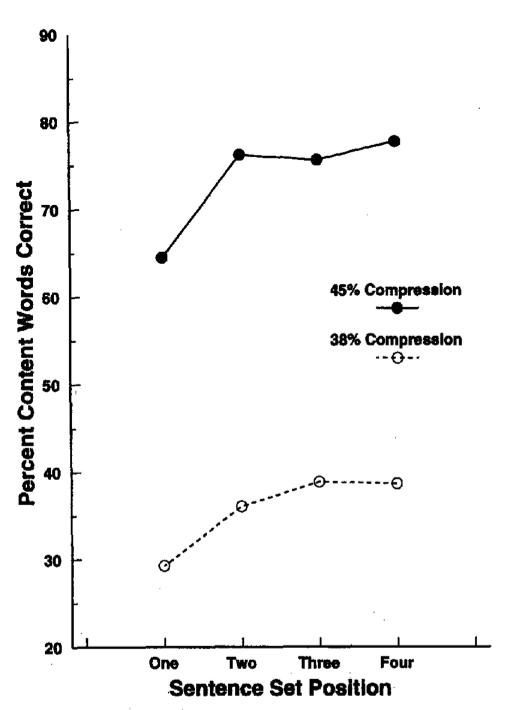 90
80
70
60
50
40
30
20
Percent Content Words Correct
45% Compression
38% Compression
One Two Three Four
Sentence Set Position